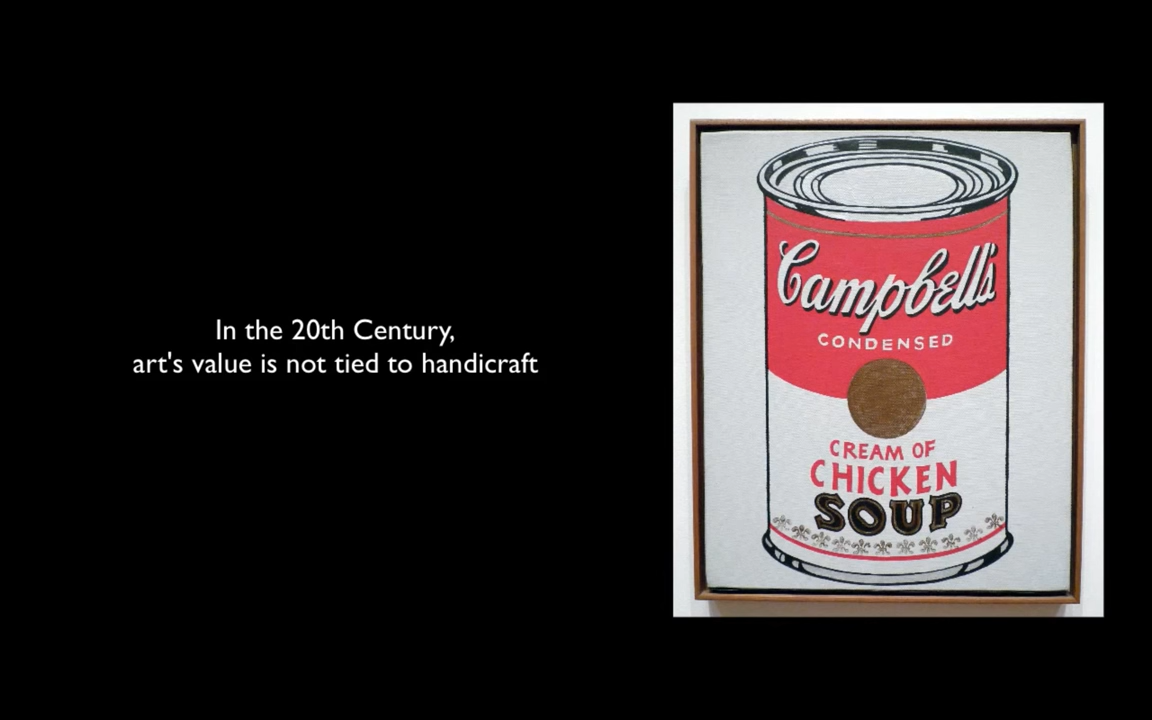 In the 20th Century,
art's value is not tied to handicraft
Campbell's
CONDENSED
CREAM OF
CHICKEN
SOUP